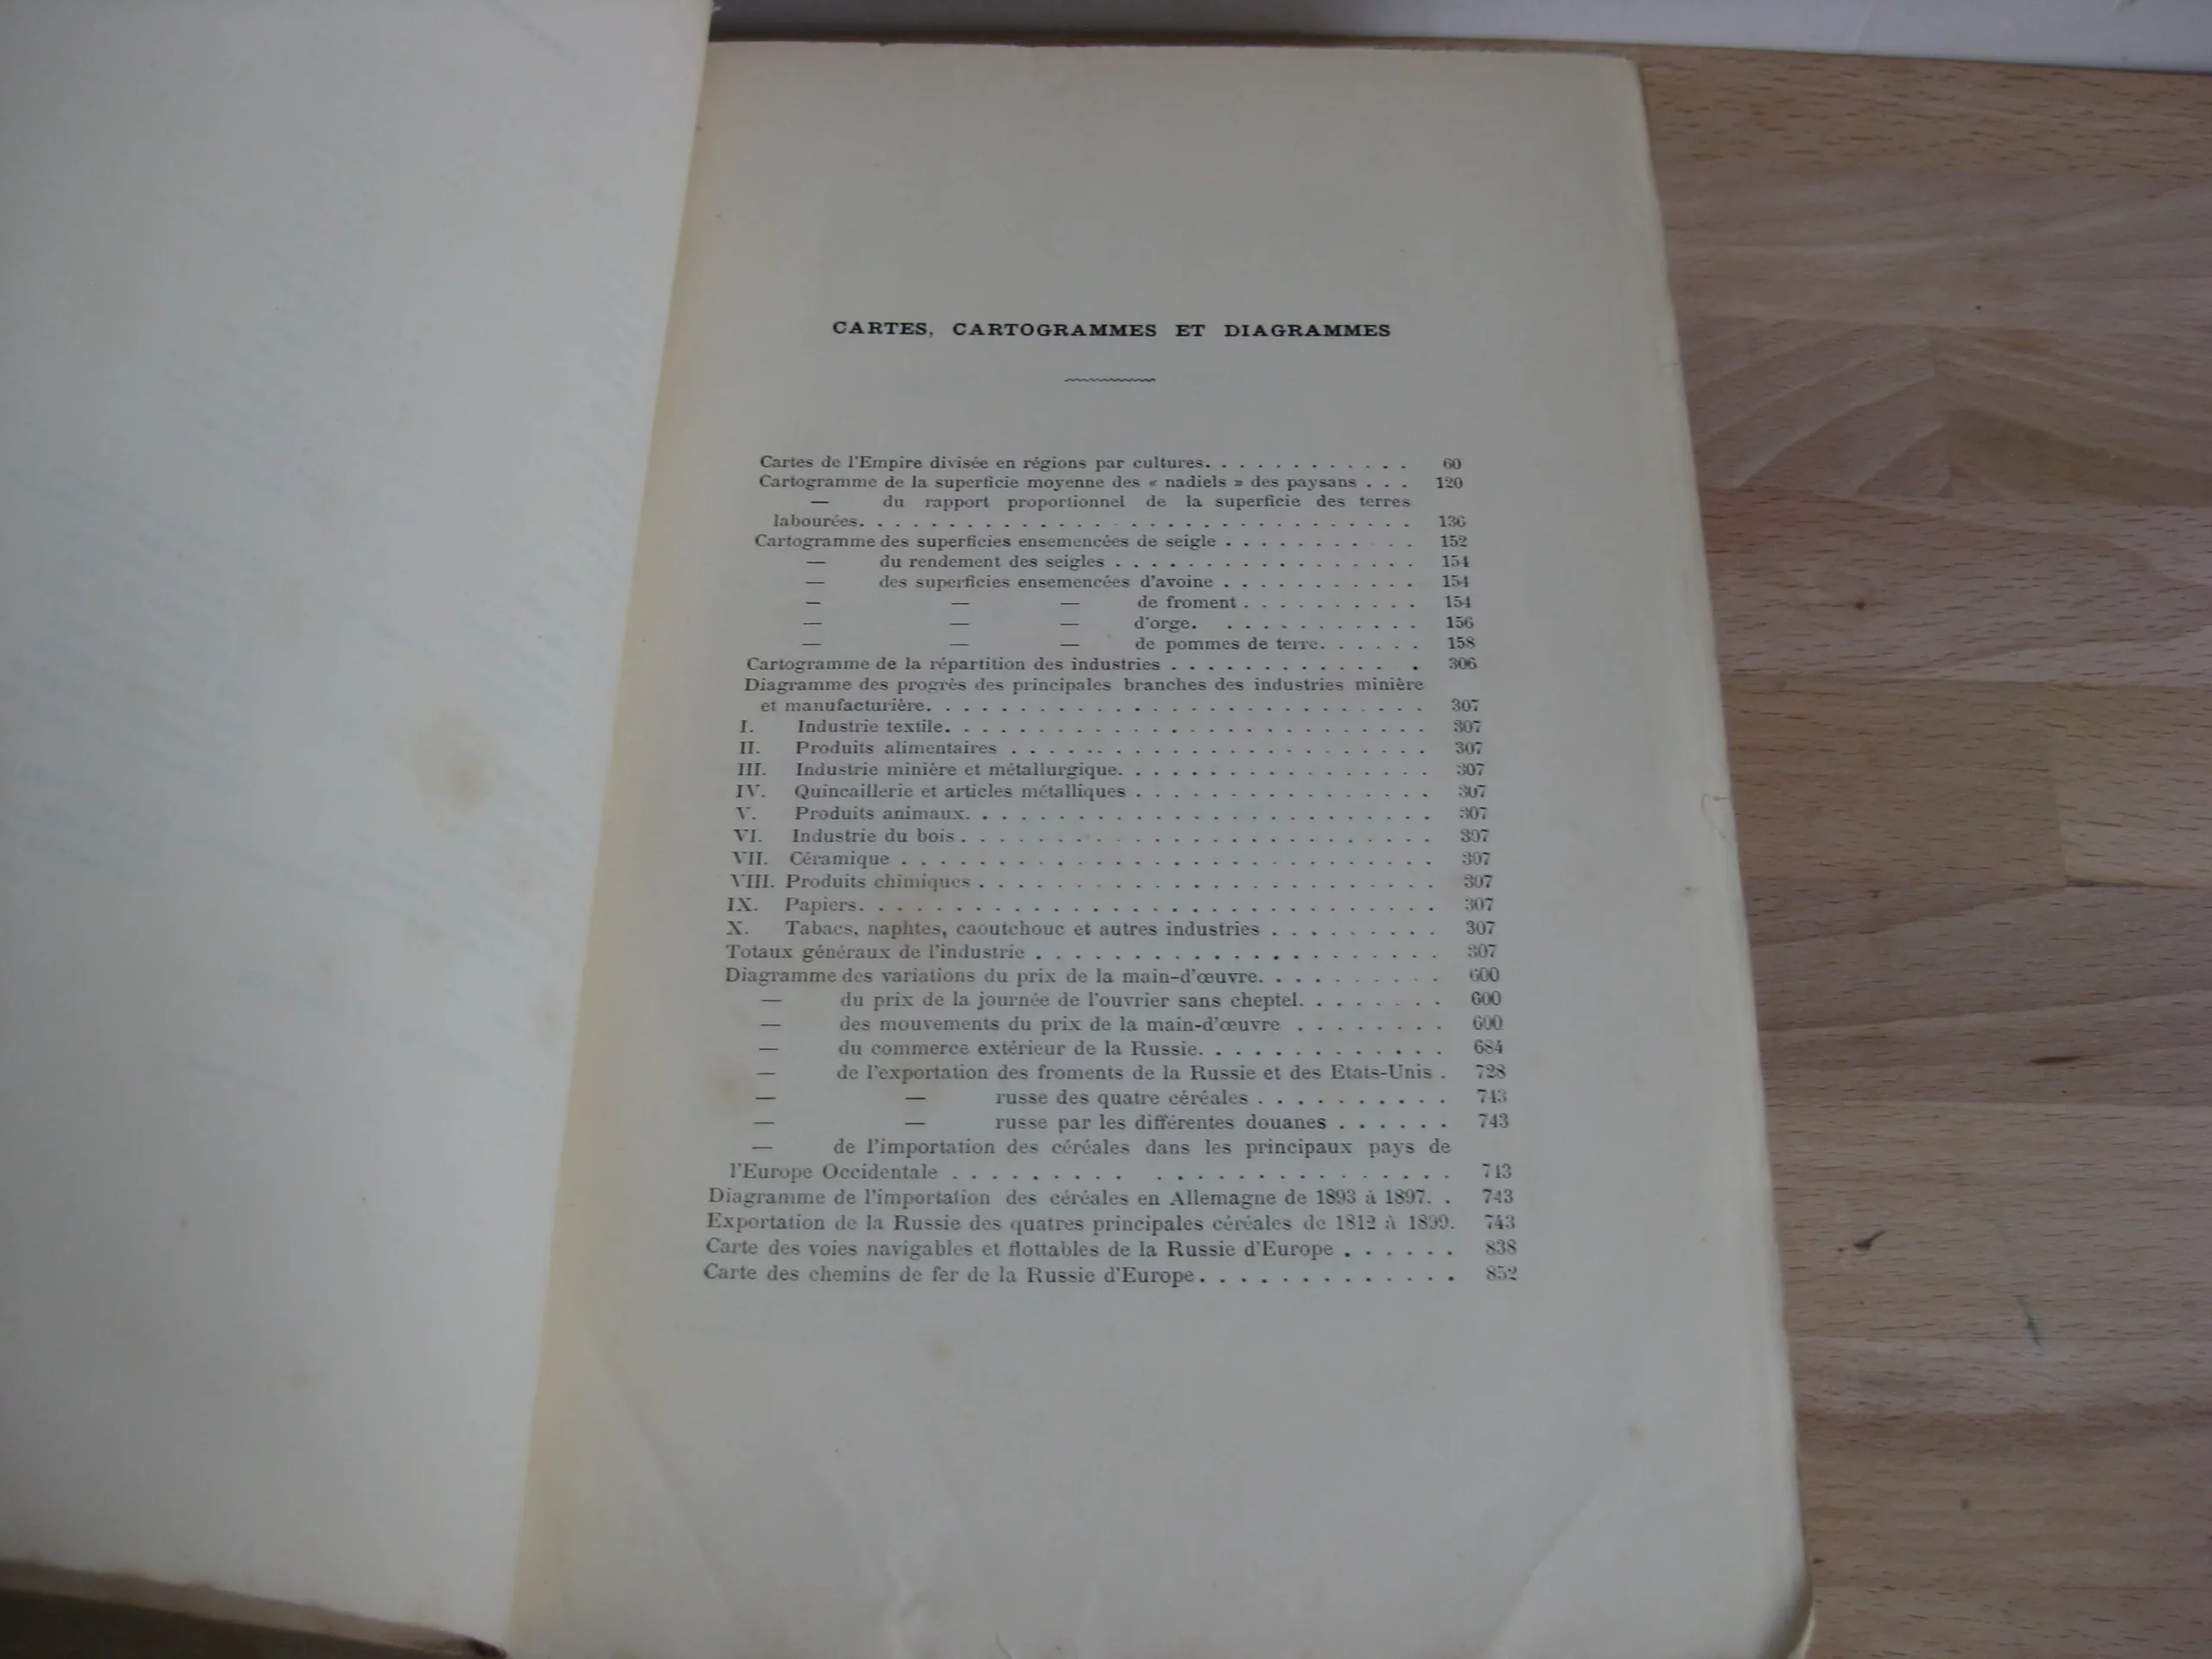 CARTES, CARTOGRAMMES ET DIAGRAMMES
Cartes de l'Empire divisée en régions par cultures. . . . . . . . . . . . 60
Cartogramme de la superficie moyenne des « nadiels » des paysans . . . 120
— du rapport proportionnel de la superficie des terres
labourées. . . . . . . . . . . . . . . . . . . . . . . . . . . . . 136
Cartogramme des superficies ensemencées de seigle . . . . . . . . . . 152
— du rendement des seigles . . . . . . . . . . . . . . . . . 154
— des superficies ensemencées d'avoine . . . . . . . . . . . 154
— — — de froment . . . . . . . . . . 154
— — — d'orge. . . . . . . . . . . . 156
— — — de pommes de terre. . . . . . 158
Cartogramme de la répartition des industries . . . . . . . . . . . . . 306
Diagramme des progrès des principales branches des industries minière
et manufacturière. . . . . . . . . . . . . . . . . . . . . . . . . . 307
I. Industrie textile. . . . . . . . . . . . . . . . . . . . . . . . . 307
II. Produits alimentaires . . . . . . . . . . . . . . . . . . . . . . 307
III. Industrie minière et métallurgique. . . . . . . . . . . . . . . . 307
IV. Quincaillerie et articles métalliques . . . . . . . . . . . . . . . 307
V. Produits animaux. . . . . . . . . . . . . . . . . . . . . . . . 307
VI. Industrie du bois . . . . . . . . . . . . . . . . . . . . . . . . 307
VII. Céramique . . . . . . . . . . . . . . . . . . . . . . . . . . . 307
VIII. Produits chimiques . . . . . . . . . . . . . . . . . . . . . . . 307
IX. Papiers. . . . . . . . . . . . . . . . . . . . . . . . . . . . . 307
X. Tabacs, naphtes, caoutchouc et autres industries . . . . . . . . . 307
Totaux généraux de l'industrie . . . . . . . . . . . . . . . . . . . . 307
Diagramme des variations du prix de la main-d'œuvre. . . . . . . . . . 600
— du prix de la journée de l'ouvrier sans cheptel. . . . . . . . 600
— des mouvements du prix de la main-d'œuvre . . . . . . . . 600
— du commerce extérieur de la Russie. . . . . . . . . . . . . 684
— de l'exportation des froments de la Russie et des Etats-Unis . 728
— — russe des quatre céréales . . . . . . . . . . 743
— — russe par les différentes douanes . . . . . . 743
— de l'importation des céréales dans les principaux pays de
l'Europe Occidentale . . . . . . . . . . . . . . . . . . . . . . 743
Diagramme de l'importation des céréales en Allemagne de 1893 à 1897. . 743
Exportation de la Russie des quatres principales céréales de 1812 à 1899. 743
Carte des voies navigables et flottables de la Russie d'Europe . . . . . . 838
Carte des chemins de fer de la Russie d'Europe. . . . . . . . . . . . . 852